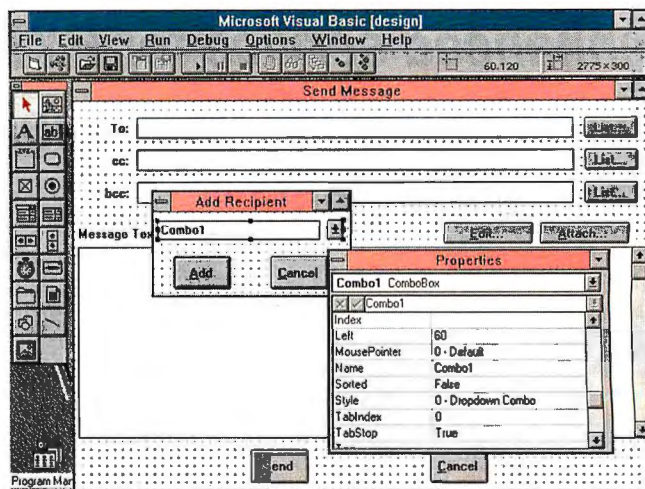 Microsoft Visual Basic [design]
File Edit View Run Debug Options Window Help
60,120 2775 × 300
Send Message
To:
List...
cc:
List...
bcc:
List...
Add Recipient
Message Tex
Combo1
Edit...
Attach...
Add
Cancel
Properties
Combo1 ComboBox
Combo1
Index
Left 60
MousePointer 0 - Default
Name Combo1
Sorted False
Style 0 - Dropdown Combo
TabIndex 0
TabStop True
end
Cancel
Program Man